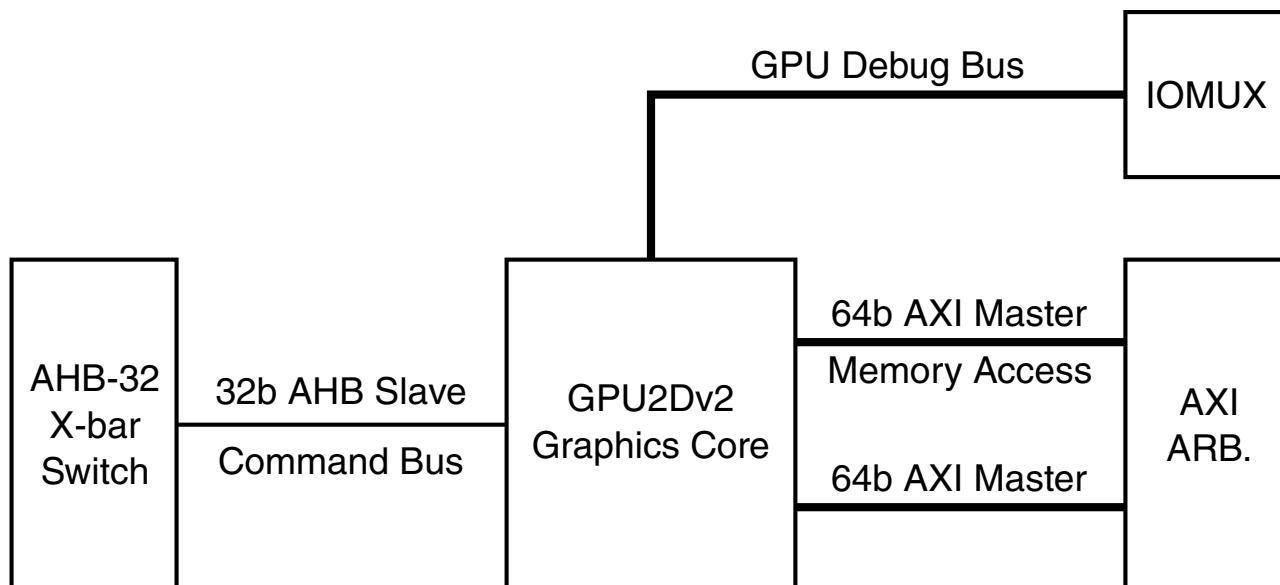 GPU Debug Bus
IOMUX
AHB-32
X-bar
Switch
32b AHB Slave
Command Bus
GPU2Dv2
Graphics Core
64b AXI Master
Memory Access
64b AXI Master
AXI
ARB.